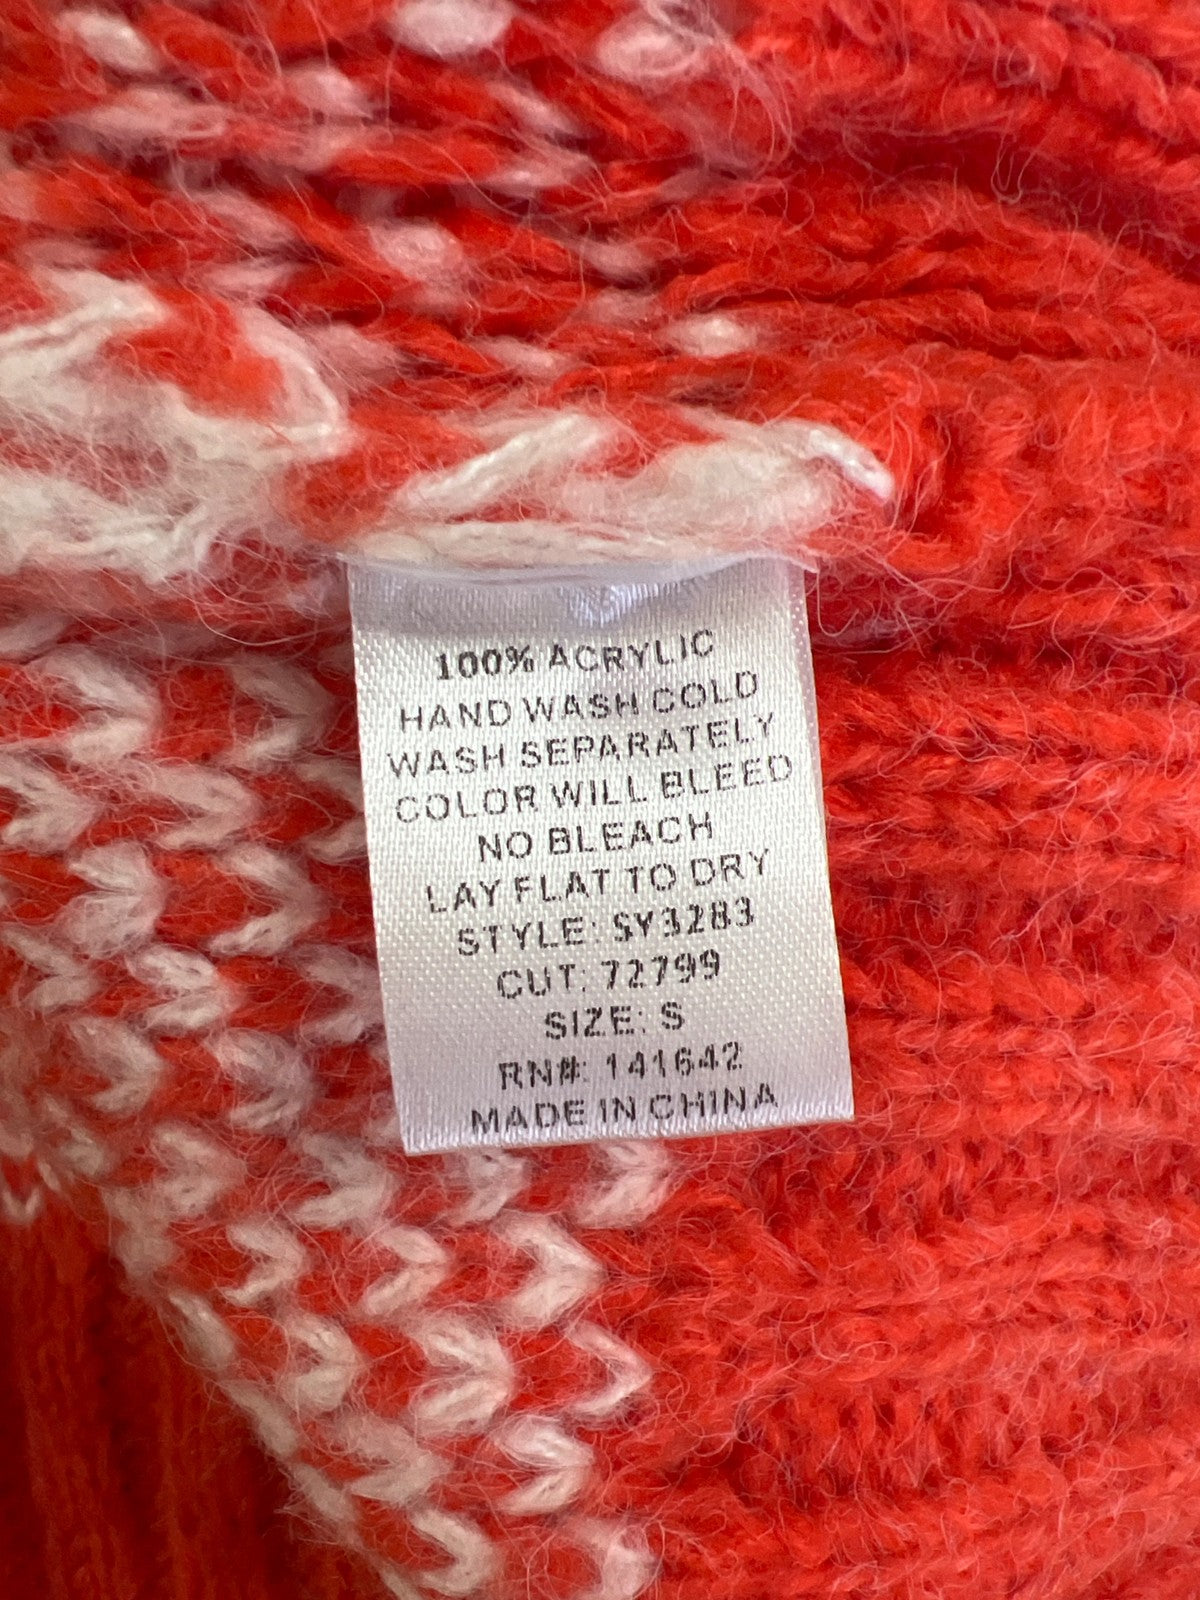 100% ACRYLIC
HAND WASH COLD
WASH SEPARATELY
COLOR WILL BLEED
NO BLEACH
LAY FLAT TO DRY
STYLE: SY3283
CUT: 72799
SIZE: S
RN#: 141642
MADE IN CHINA